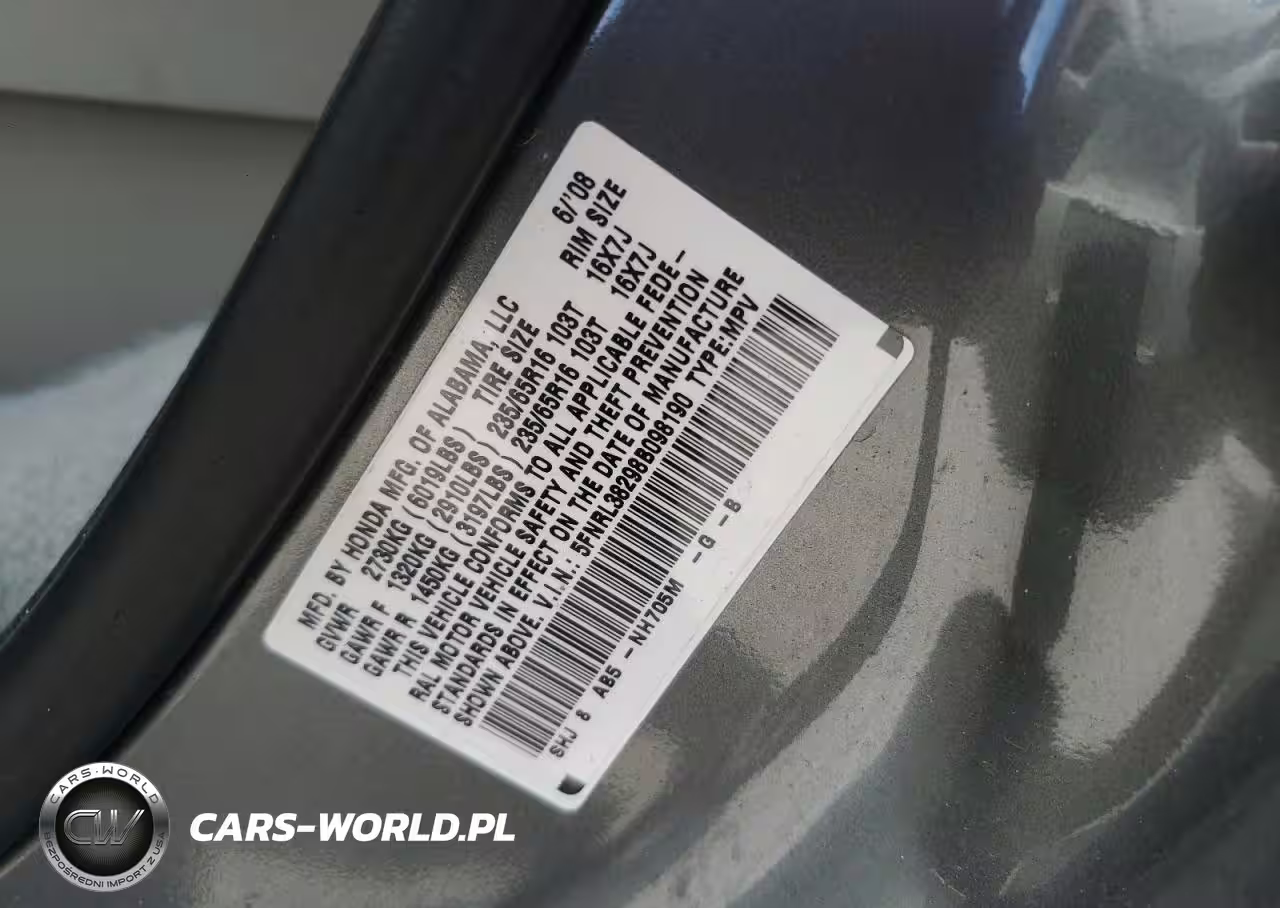 MFD. BY HONDA MFG. OF ALABAMA, LLC 6/'08
GVWR 2730KG (6019LBS) TIRE SIZE RIM SIZE
GAWR F 1320KG (2910LBS) 235/65R16 103T 16X7J
GAWR R 1450KG (3197LBS) 235/65R16 103T 16X7J
THIS VEHICLE CONFORMS TO ALL APPLICABLE FEDE-
RAL MOTOR VEHICLE SAFETY AND THEFT PREVENTION
STANDARDS IN EFFECT ON THE DATE OF MANUFACTURE
SHOWN ABOVE. V.I.N.: 5FNRL38298B098190 TYPE:MPV
SHJ 8 AB5 -NH705M -G-B
CARS-WORLD
CW
BEZPOŚREDNI IMPORT Z USA
CARS-WORLD.PL